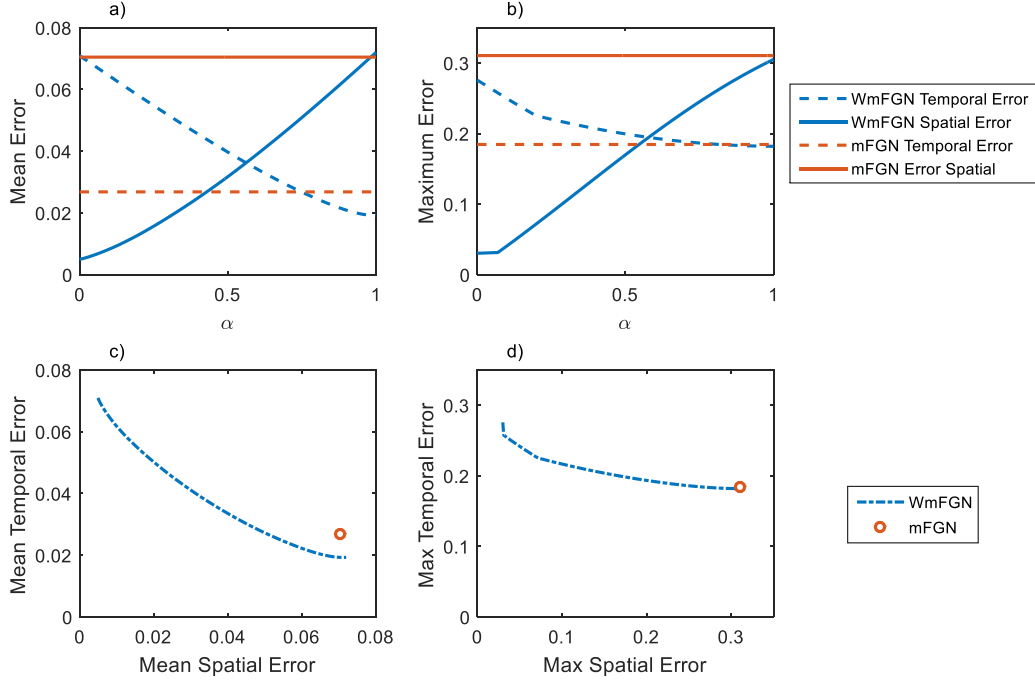 a)
0.08
0.06
0.04
0.02
0
Mean Error
0
0.5
1
α
b)
0.3
0.2
0.1
0
Maximum Error
0
0.5
1
α
WmFGN Temporal Error
WmFGN Spatial Error
mFGN Temporal Error
mFGN Error Spatial
c)
0.08
0.06
0.04
0.02
0
Mean Temporal Error
0
0.02
0.04
0.06
0.08
Mean Spatial Error
d)
0.3
0.2
0.1
0
Max Temporal Error
0
0.1
0.2
0.3
Max Spatial Error
WmFGN
mFGN